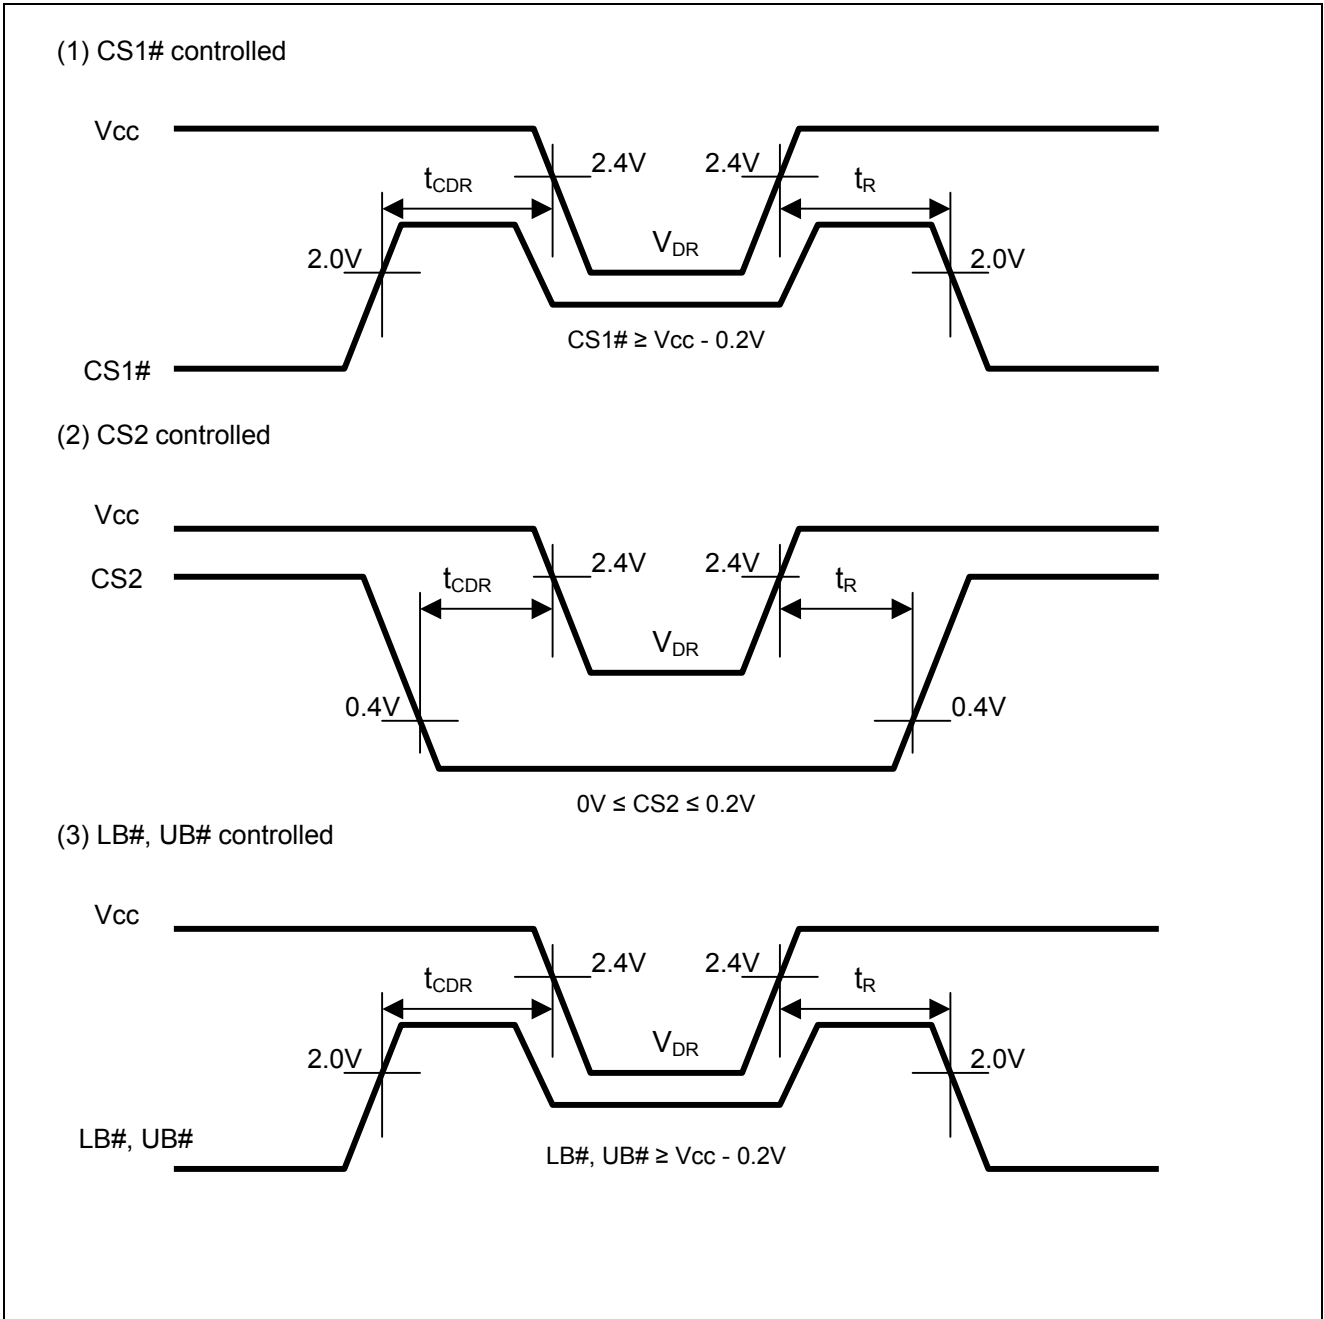 (1) CS1# controlled
Vcc
2.4V
2.4V
tCDR
tR
VDR
2.0V
2.0V
CS1# ≥ Vcc - 0.2V
CS1#
(2) CS2 controlled
Vcc
2.4V
2.4V
CS2
tCDR
tR
VDR
0.4V
0.4V
0V ≤ CS2 ≤ 0.2V
(3) LB#, UB# controlled
Vcc
2.4V
2.4V
tCDR
tR
VDR
2.0V
2.0V
LB#, UB#
LB#, UB# ≥ Vcc - 0.2V